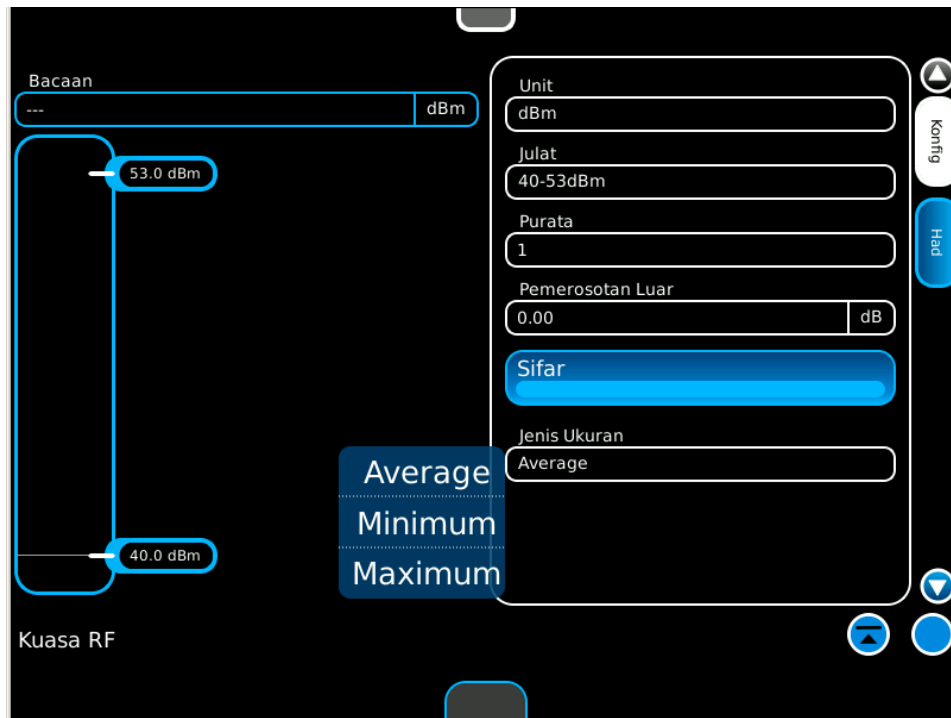 Bacaan
--- dBm
53.0 dBm
40.0 dBm
Unit
dBm
Julat
40-53dBm
Purata
1
Pemerosotan Luar
0.00 dB
Sifar
Jenis Ukuran
Average
Average
Minimum
Maximum
Konfig
Had
Kuasa RF